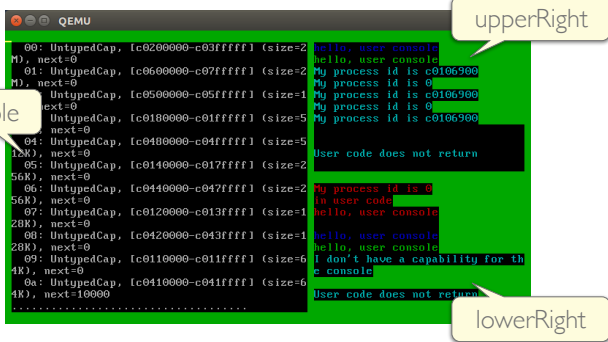 QEMU
upperRight
00: UntypedCap, [c0200000-c03fffff] (size=2
M), next=0
01: UntypedCap, [c0600000-c07fffff] (size=2
M), next=0
UntypedCap, [c0500000-c05fffff] (size=1
next=0
UntypedCap, [c0180000-c01fffff] (size=5
next=0
04: UntypedCap, [c0480000-c04fffff] (size=5
12K), next=0
05: UntypedCap, [c0140000-c017ffff] (size=2
56K), next=0
06: UntypedCap, [c0440000-c047ffff] (size=2
56K), next=0
07: UntypedCap, [c0120000-c013ffff] (size=1
28K), next=0
08: UntypedCap, [c0420000-c043ffff] (size=1
28K), next=0
09: UntypedCap, [c0110000-c011ffff] (size=6
4K), next=0
0a: UntypedCap, [c0410000-c041ffff] (size=6
4K), next=10000
....................................
hello, user console
hello, user console
My process id is c0106900
My process id is 0
My process id is c0106900
My process id is 0
My process id is c0106900
User code does not return
My process id is 0
in user code
hello, user console
hello, user console
hello, user console
I don't have a capability for th
e console
User code does not return
lowerRight